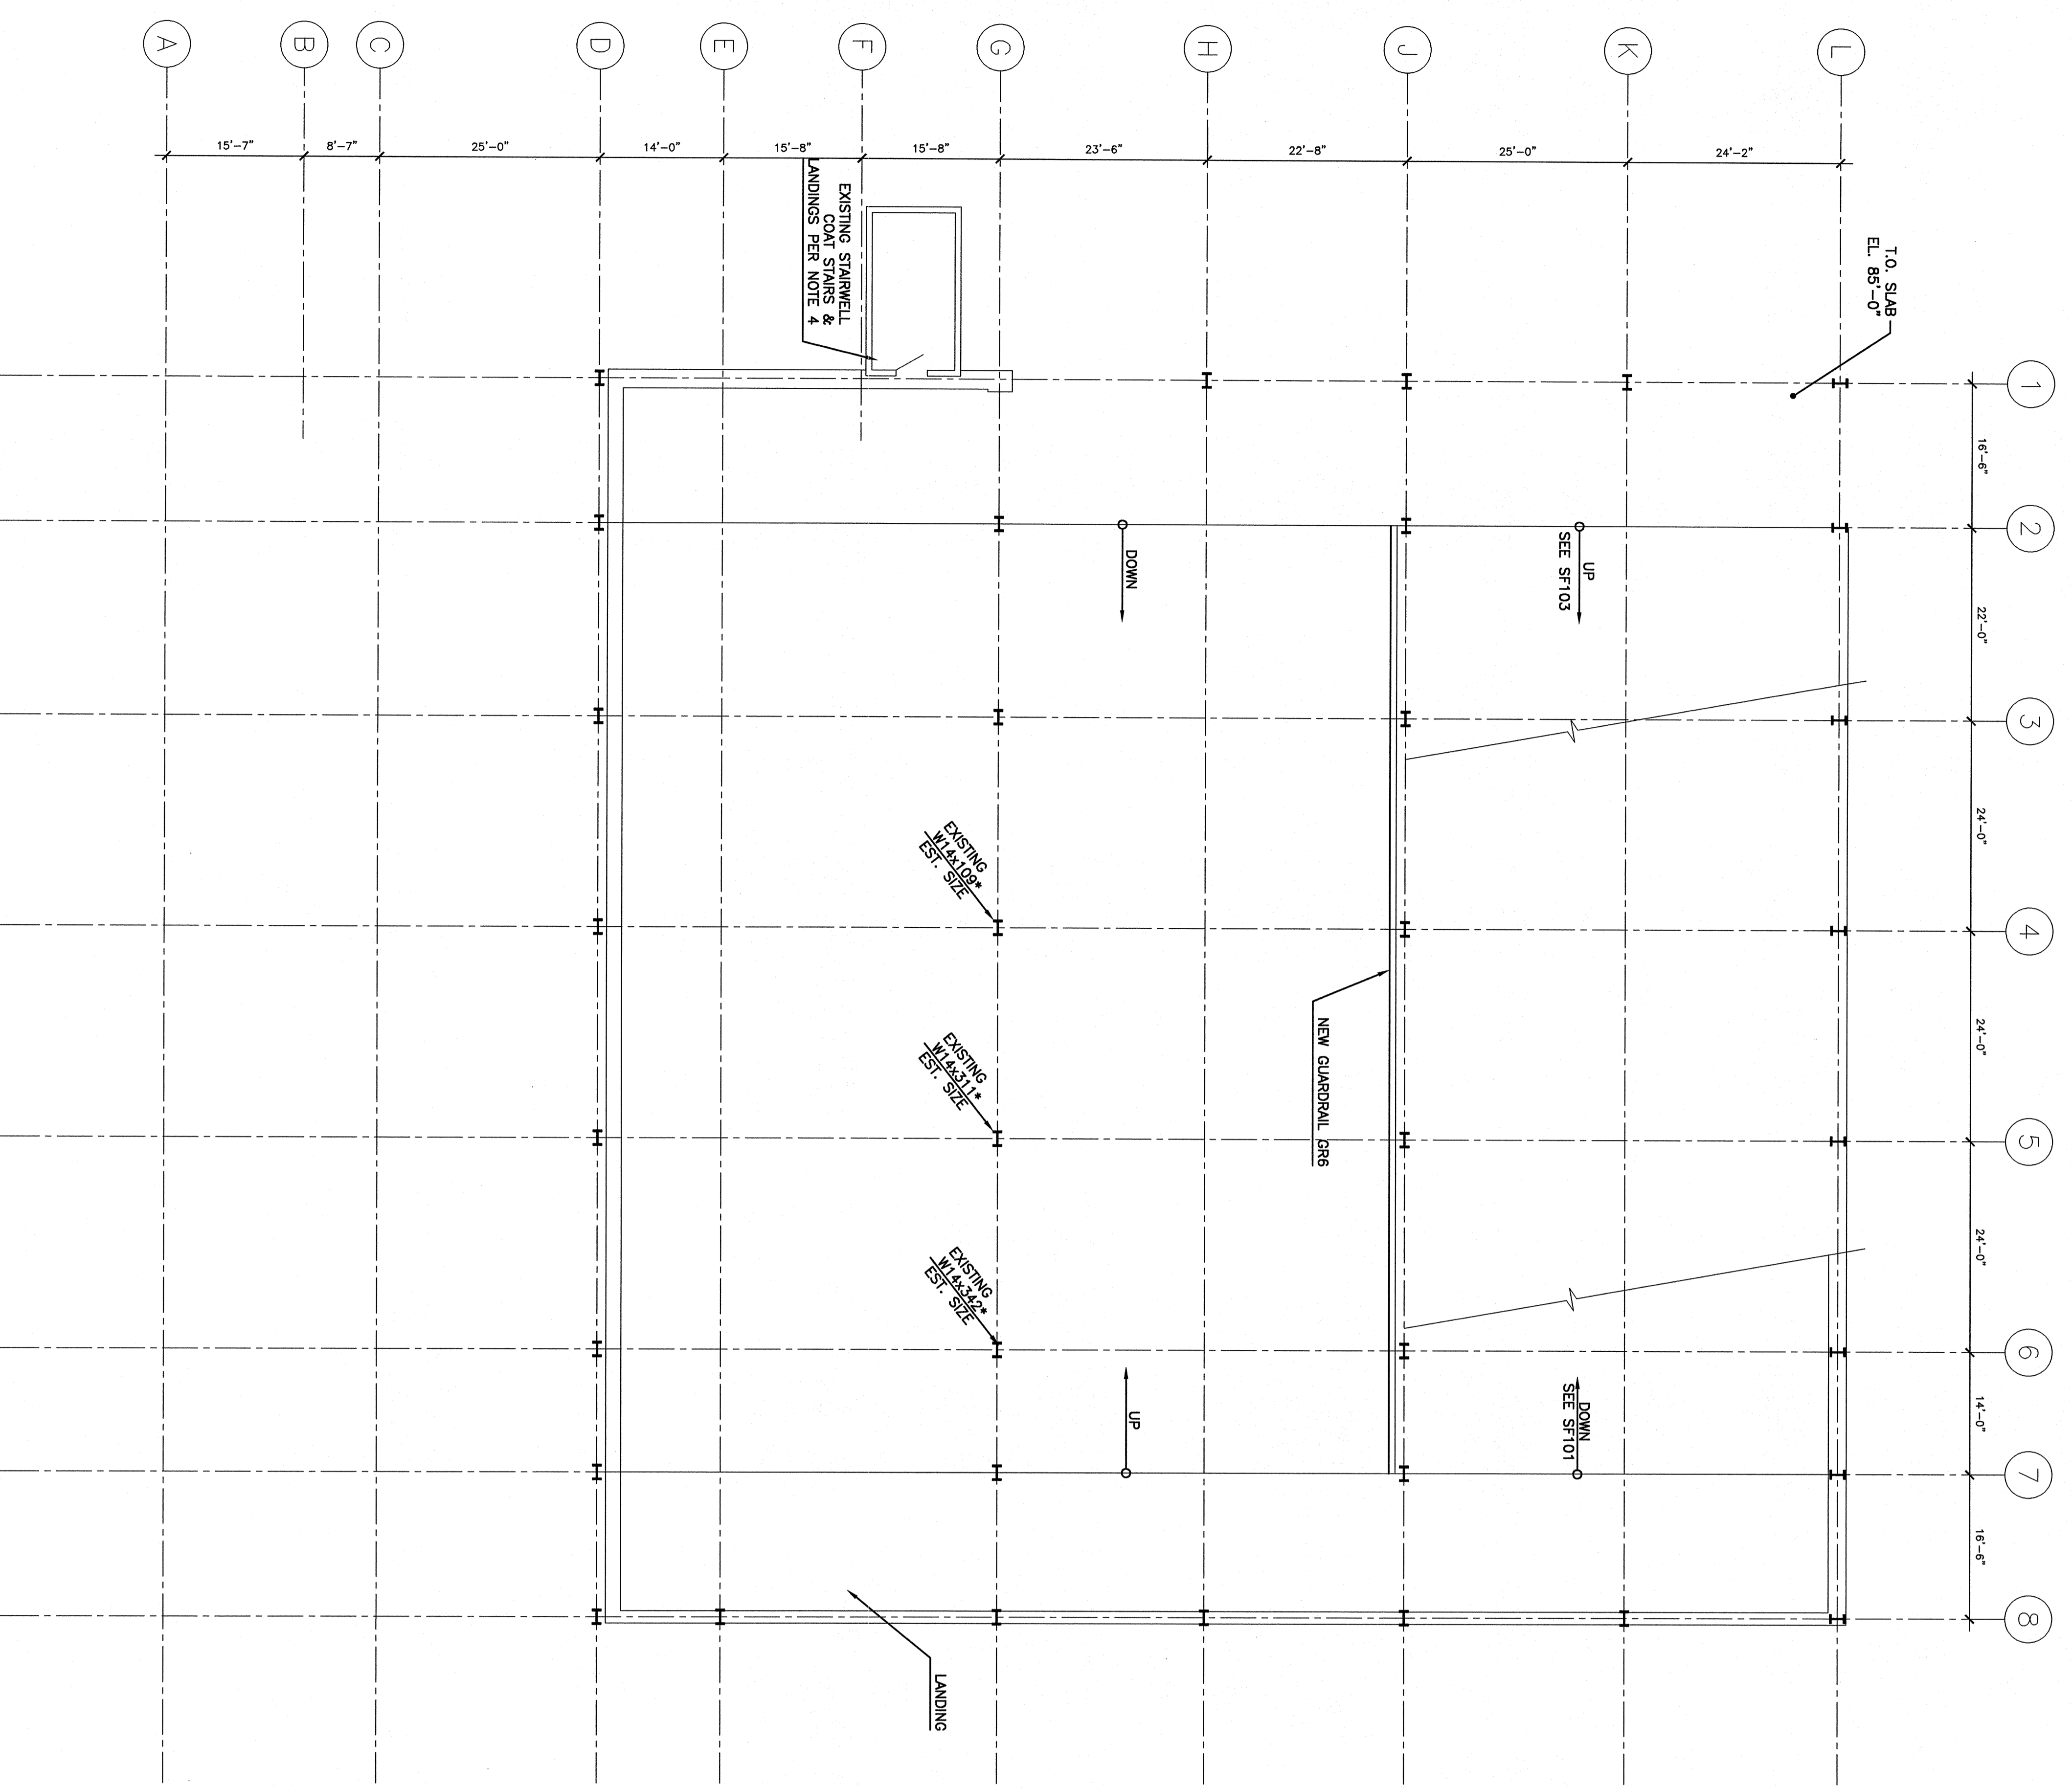 A
B
C
D
E
F
G
H
J
K
L
15'-7"
8'-7"
25'-0"
14'-0"
15'-8"
15'-8"
23'-6"
22'-8"
25'-0"
24'-2"
EXISTING STAIRWELL
COAT STAIRS &
LANDINGS PER NOTE 4
T.O. SLAB
EL. 85'-0"
1
2
3
4
5
6
7
8
16'-6"
22'-0"
24'-0"
24'-0"
24'-0"
14'-0"
16'-6"
DOWN
UP
SEE SF103
EXISTING
W14x109*
EST. SIZE
EXISTING
W14x311*
EST. SIZE
EXISTING
W14x342*
EST. SIZE
NEW GUARDRAIL GR6
UP
DOWN
SEE SF101
LANDING